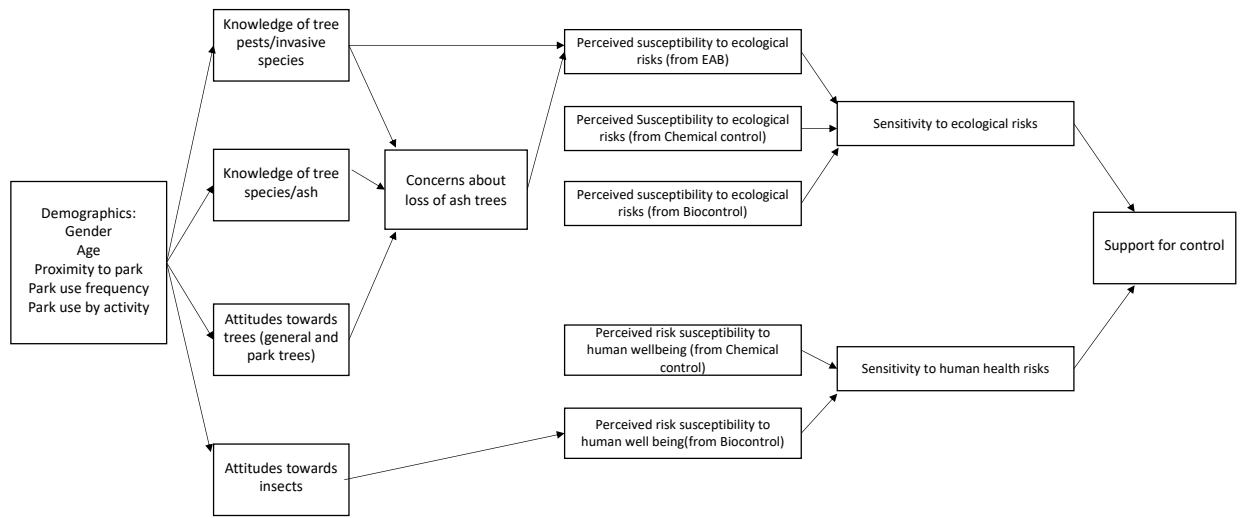 Demographics:
Gender
Age
Proximity to park
Park use frequency
Park use by activity
Knowledge of tree
pests/invasive
species
Knowledge of tree
species/ash
Attitudes towards
trees (general and
park trees)
Attitudes towards
insects
Concerns about
loss of ash trees
Perceived susceptibility to ecological
risks (from EAB)
Perceived Susceptibility to ecological
risks (from Chemical control)
Perceived susceptibility to ecological
risks (from Biocontrol)
Perceived risk susceptibility to
human wellbeing (from Chemical
control)
Perceived risk susceptibility to
human well being(from Biocontrol)
Sensitivity to ecological risks
Sensitivity to human health risks
Support for control